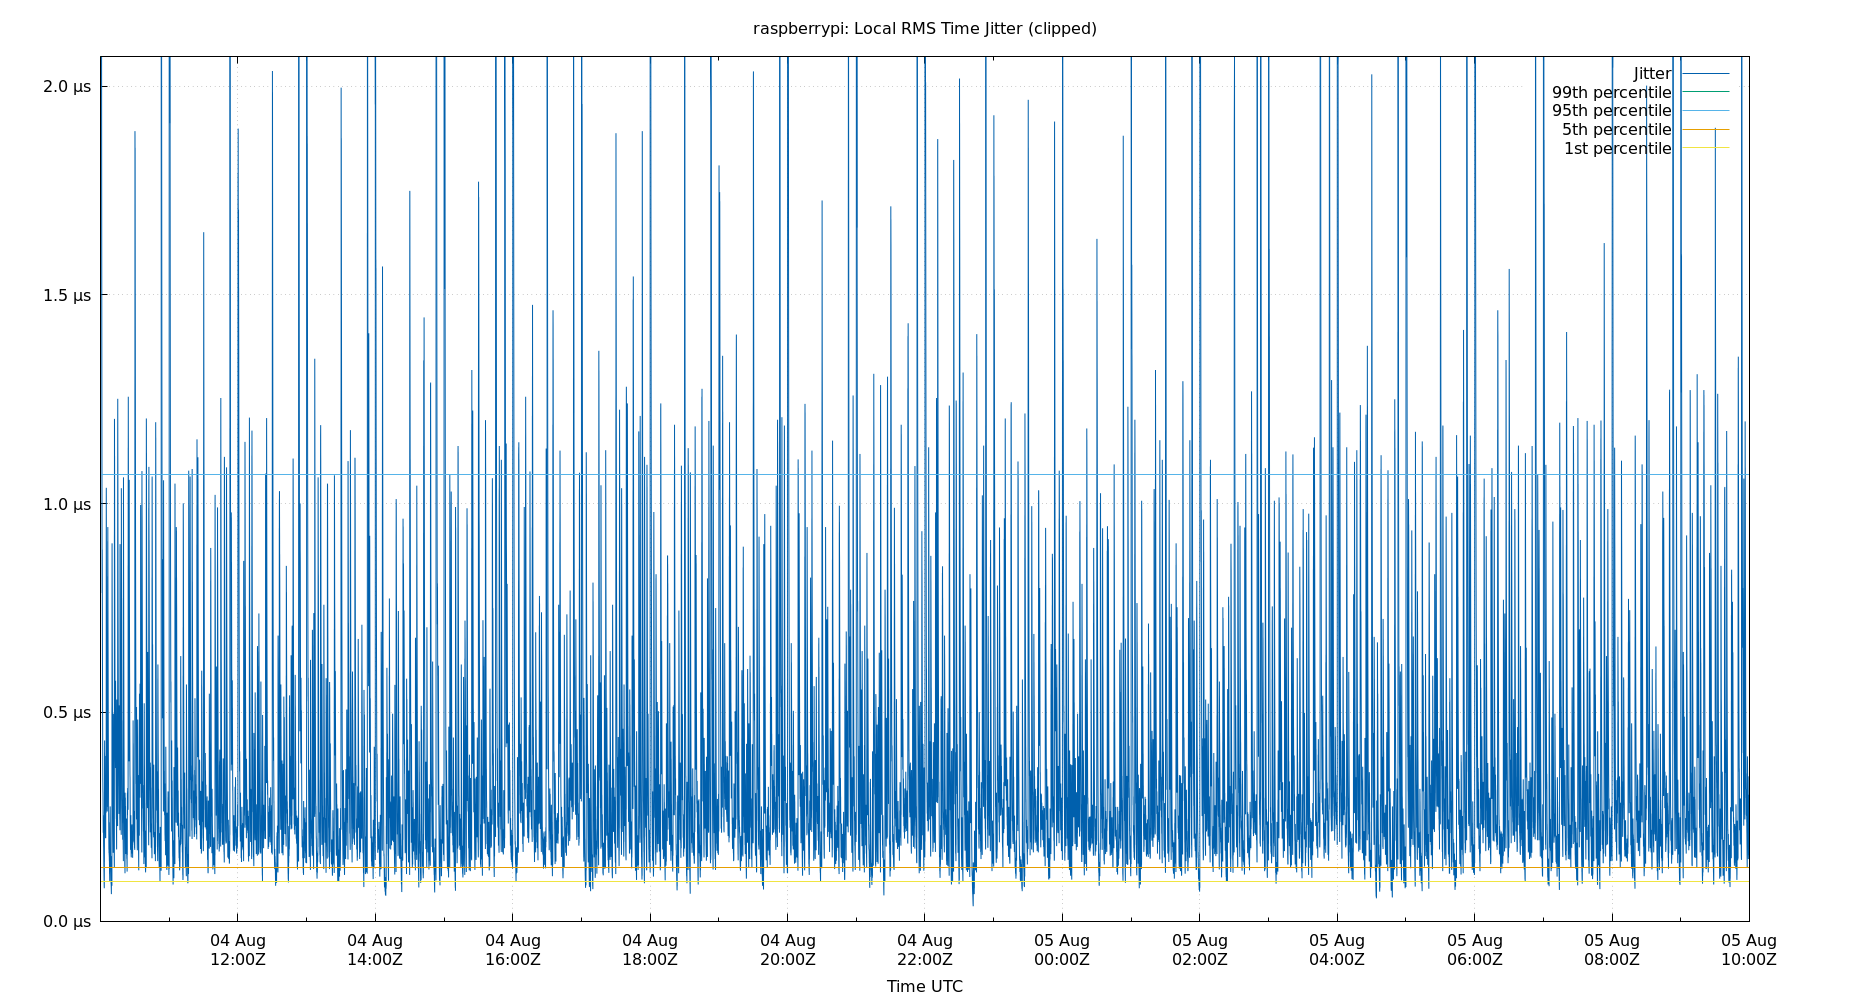 raspberrypi: Local RMS Time Jitter (clipped)
Jitter
99th percentile
95th percentile
5th percentile
1st percentile
2.0 µs
1.5 µs
1.0 µs
0.5 µs
0.0 µs
04 Aug 04 Aug 04 Aug 04 Aug 04 Aug 04 Aug 05 Aug 05 Aug 05 Aug 05 Aug 05 Aug 05 Aug
12:00Z 14:00Z 16:00Z 18:00Z 20:00Z 22:00Z 00:00Z 02:00Z 04:00Z 06:00Z 08:00Z 10:00Z
Time UTC